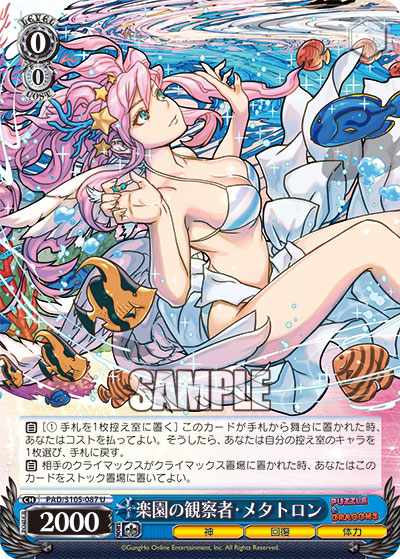 LEVEL
0
0
COST
SAMPLE
自 [① 手札を1枚控え室に置く] このカードが手札から舞台に置かれた時、
あなたはコストを払ってよい。そうしたら、あなたは自分の控え室のキャラを
1枚選び、手札に戻す。
自 相手のクライマックスがクライマックス置場に置かれた時、あなたはこの
カードをストック置場に置いてよい。
CH PAD/S105-087 U
2000
楽園の観察者・メタトロン
PUZZLE & DRAGONS
神 回復 体力
©GungHo Online Entertainment, Inc. All Rights Reserved.